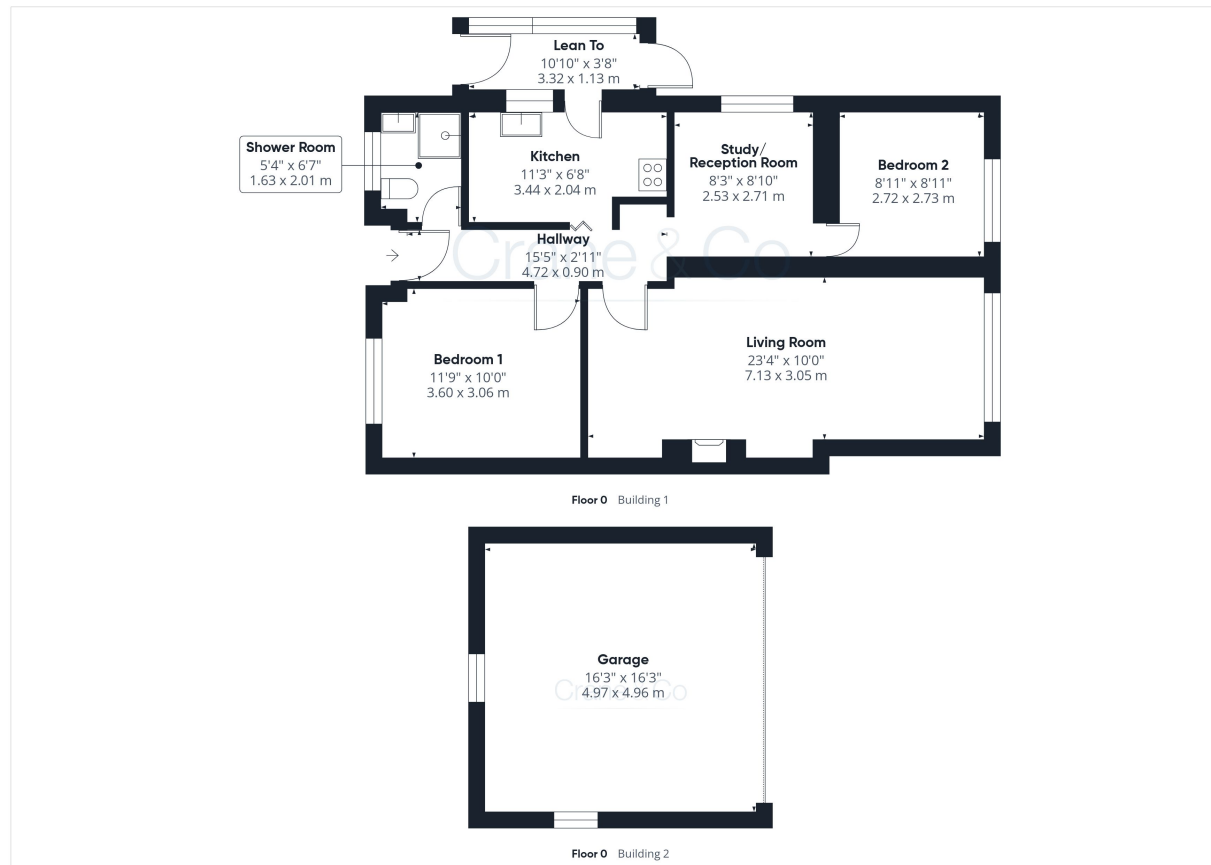 Lean To
10'10" x 3'8"
3.32 x 1.13 m
Shower Room
5'4" x 6'7"
1.63 x 2.01 m
Kitchen
11'3" x 6'8"
3.44 x 2.04 m
Study/
Reception Room
8'3" x 8'10"
2.53 x 2.71 m
Bedroom 2
8'11" x 8'11"
2.72 x 2.73 m
Hallway
15'5" x 2'11"
4.72 x 0.90 m
Crane & Co
Bedroom 1
11'9" x 10'0"
3.60 x 3.06 m
Living Room
23'4" x 10'0"
7.13 x 3.05 m
Floor 0 Building 1
Garage
16'3" x 16'3"
4.97 x 4.96 m
Crane & Co
Floor 0 Building 2